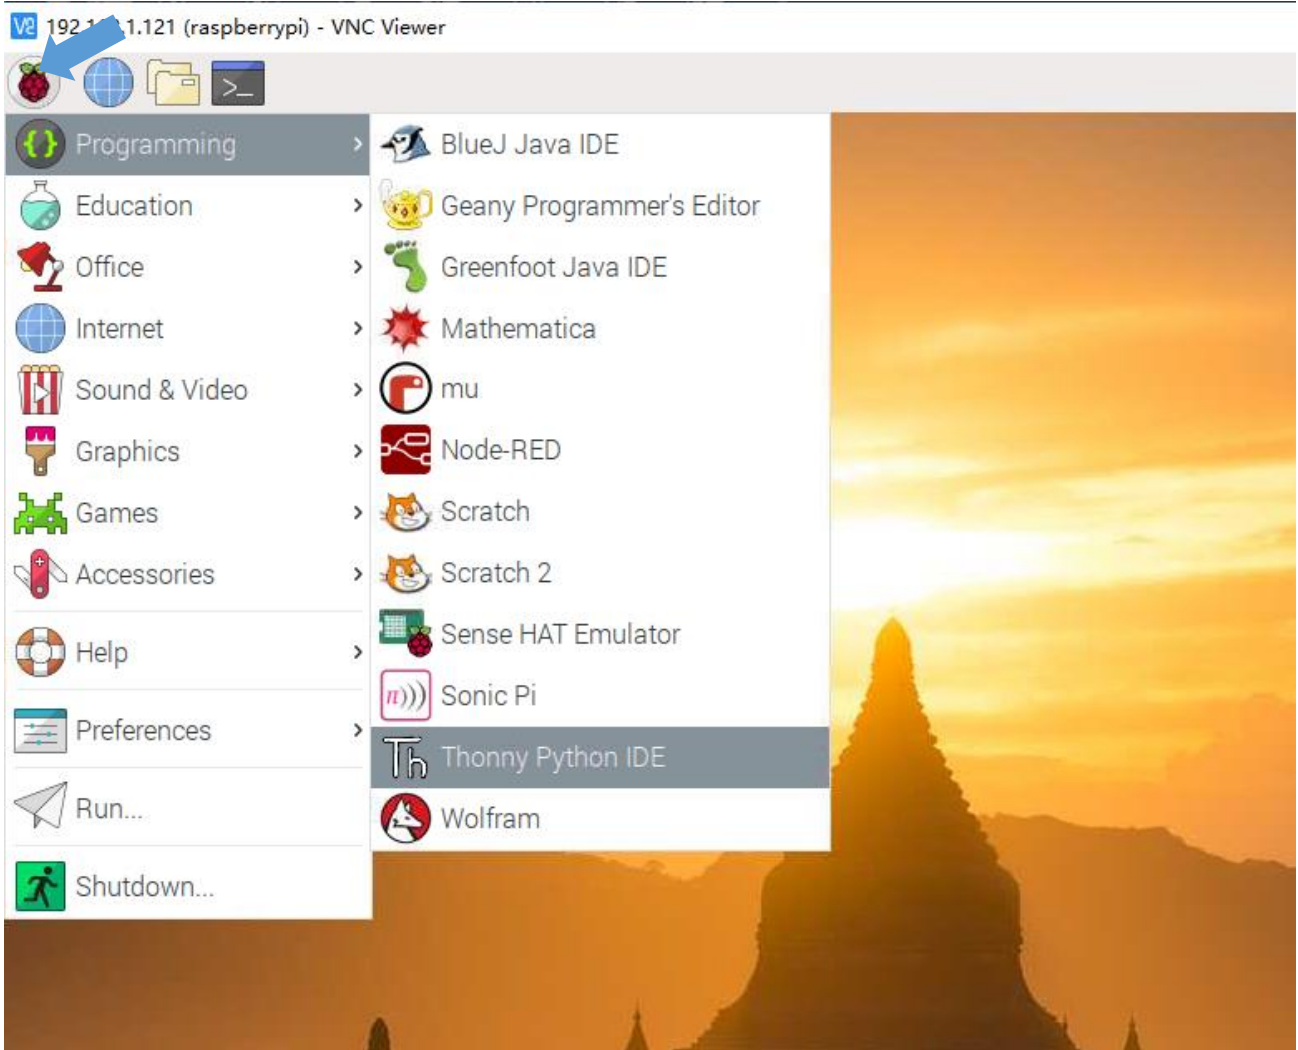 192.1 .1.121 (raspberrypi) - VNC Viewer
>_
Programming
Education
Office
Internet
Sound & Video
Graphics
Games
Accessories
Help
Preferences
Run...
Shutdown...
BlueJ Java IDE
Geany Programmer's Editor
Greenfoot Java IDE
Mathematica
mu
Node-RED
Scratch
Scratch 2
Sense HAT Emulator
Sonic Pi
Thonny Python IDE
Wolfram